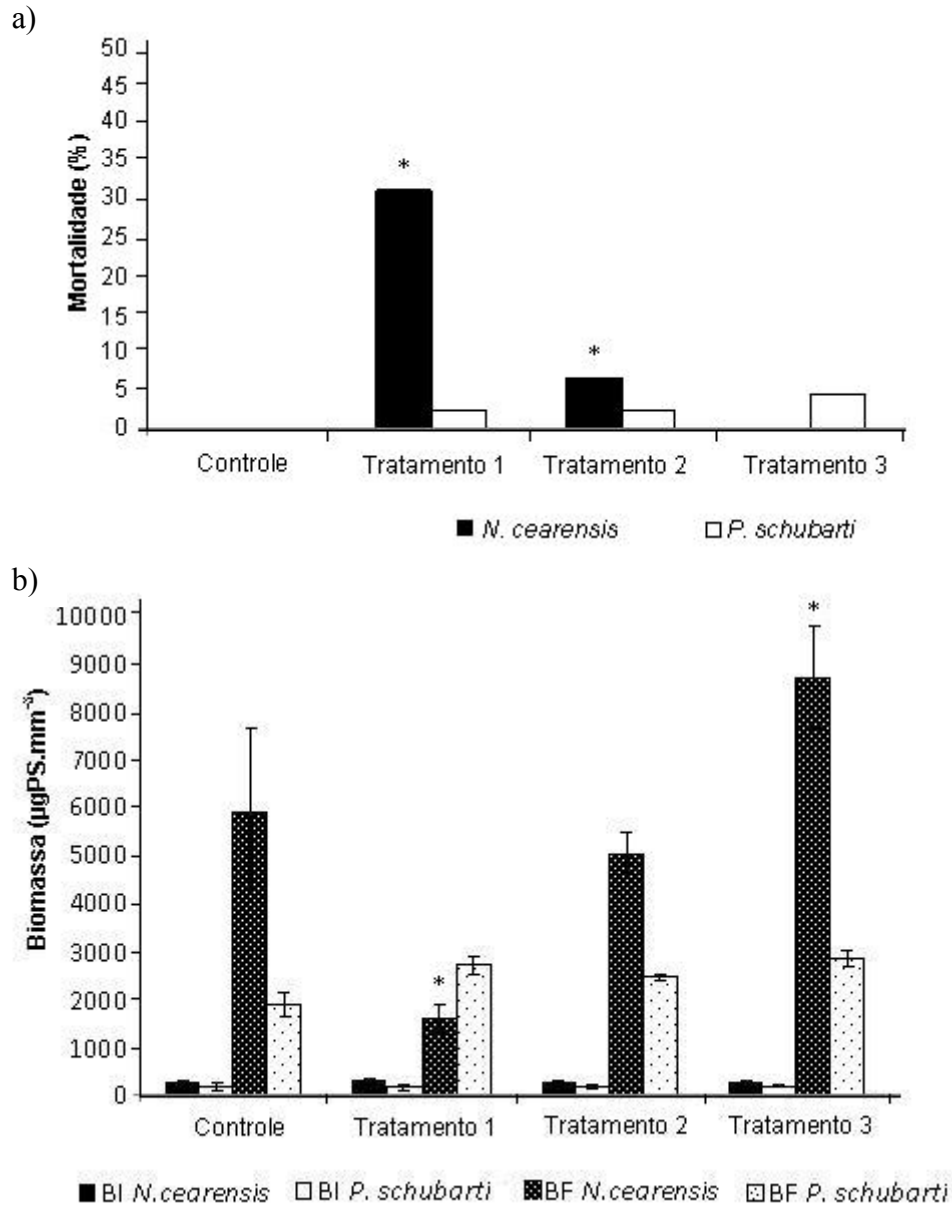 a)
50
45
40
35
30
25
20
15
10
5
0
Mortalidade (%)
*
*
Controle
Tratamento 1
Tratamento 2
Tratamento 3
N. cearensis
P. schubarti
b)
10000
9000
8000
7000
6000
5000
4000
3000
2000
1000
0
Biomassa (µgPS.mm⁻³)
*
*
Controle
Tratamento 1
Tratamento 2
Tratamento 3
BI N.cearensis BI P. schubarti BF N.cearensis BF P. schubarti